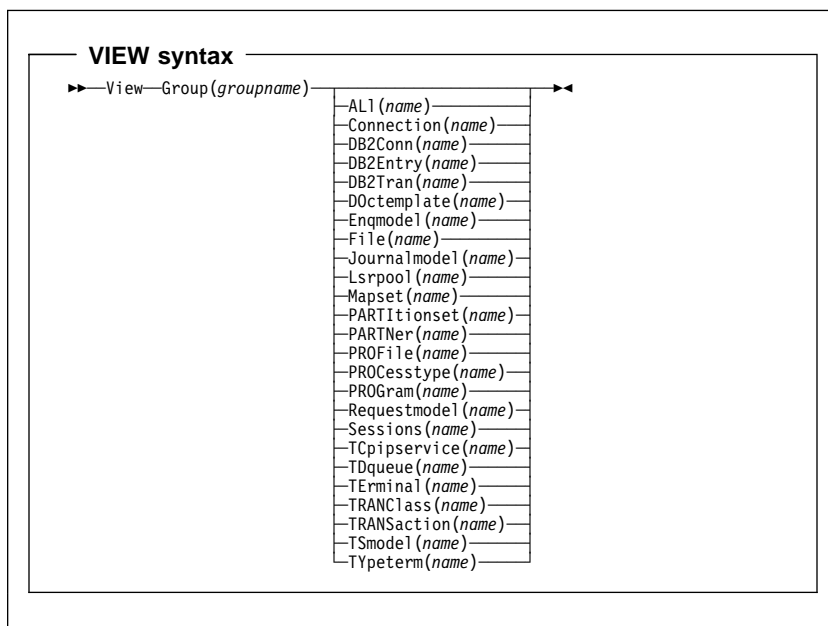 VIEW syntax
►►─View─Group(groupname)─►◄
ALl(name)
Connection(name)
DB2Conn(name)
DB2Entry(name)
DB2Tran(name)
DOctemplate(name)
Enqmodel(name)
File(name)
Journalmodel(name)
Lsrpool(name)
Mapset(name)
PARTItionset(name)
PARTNer(name)
PROFile(name)
PROCesstype(name)
PROGram(name)
Requestmodel(name)
Sessions(name)
TCpipservice(name)
TDqueue(name)
TErminal(name)
TRANClass(name)
TRANSaction(name)
TSmodel(name)
TYpeterm(name)